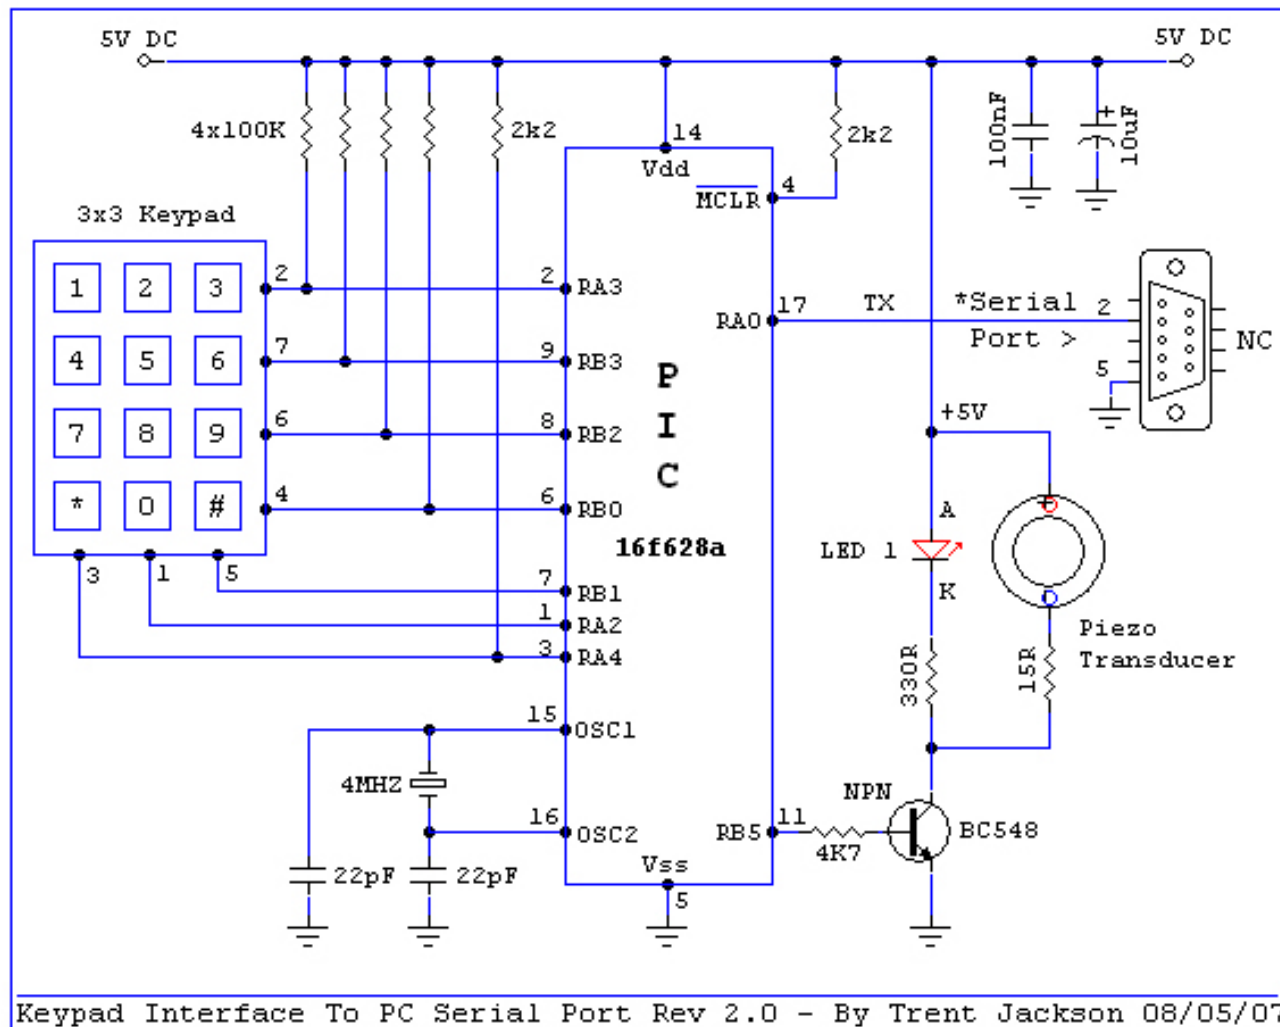 5V DC
5V DC
4x100K
2k2
14
Vdd
2k2
100nF
+
10uF
4
MCLR
3x3 Keypad
1 2 3
2
2
RA3
17
RA0
TX
*Serial
Port >
2
5
NC
4 5 6
7
9
RB3
P
I
C
7 8 9
6
8
RB2
+5V
* 0 #
4
6
RB0
16f628a
A
LED 1
K
+
3
1
5
7
RB1
1
RA2
3
RA4
Piezo
Transducer
330R
15R
15
OSC1
4MHZ
16
OSC2
NPN
RB5
11
4K7
BC548
22pF
22pF
Vss
5
Keypad Interface To PC Serial Port Rev 2.0 - By Trent Jackson 08/05/07